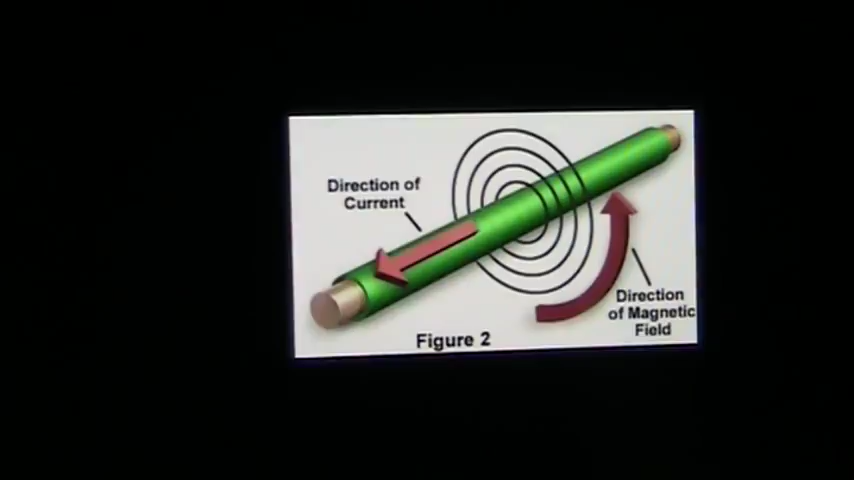 Direction of
Current
Direction
of Magnetic
Field
Figure 2